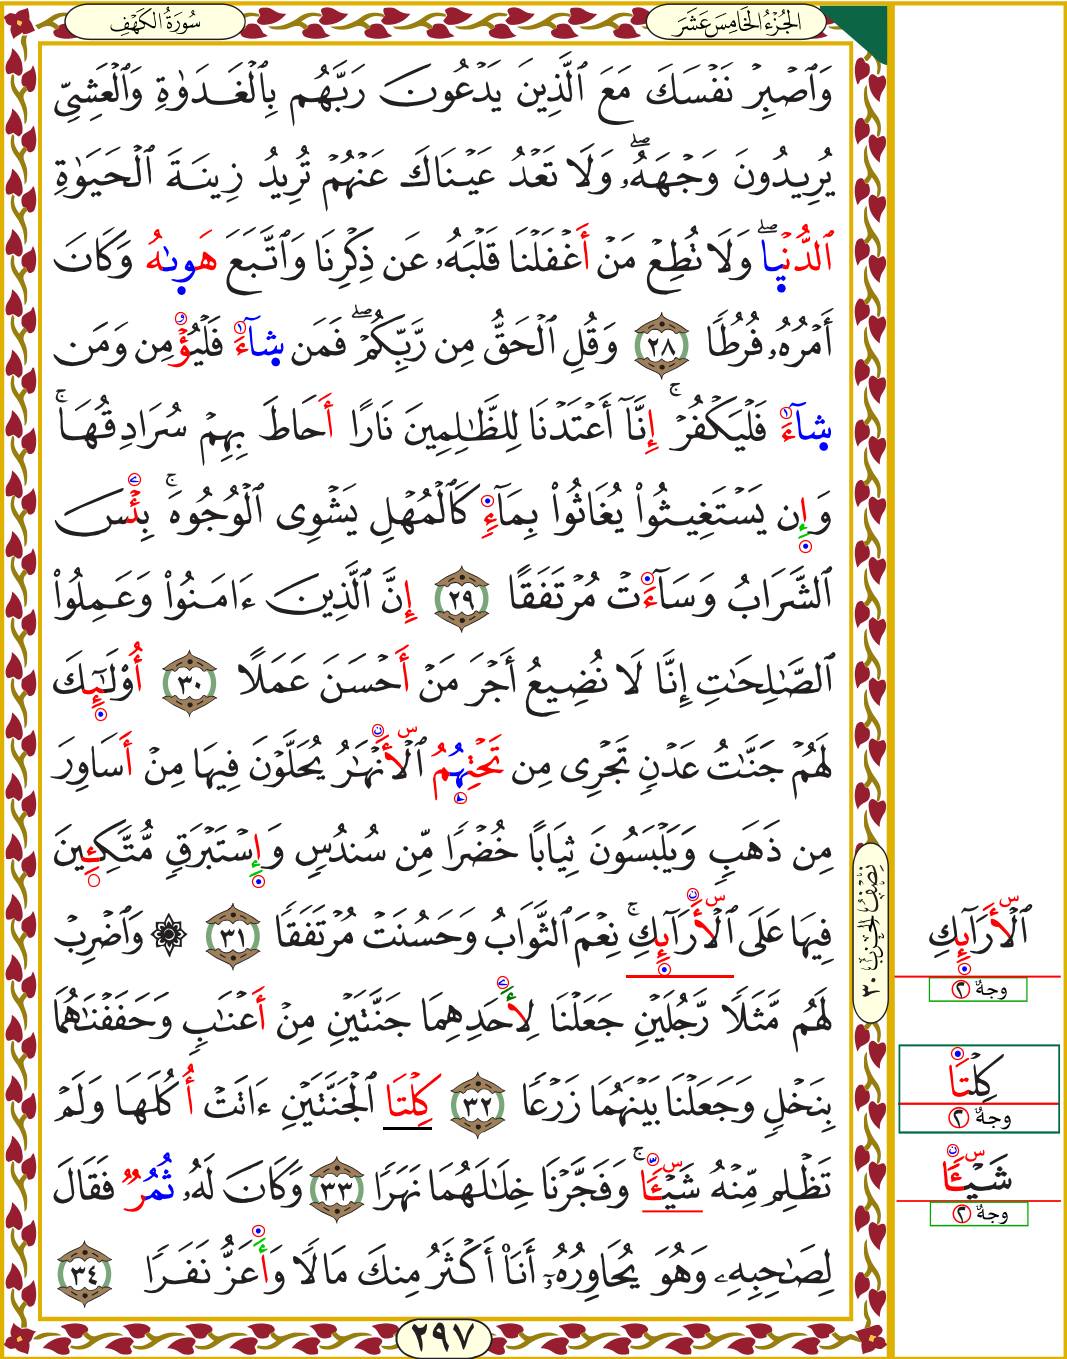 سُورَةُ الكَهْفِ
الجُزْءُ الخَامِسَ عَشَرَ
وَٱصْبِرْ نَفْسَكَ مَعَ ٱلَّذِينَ يَدْعُونَ رَبَّهُم بِٱلْغَدَوٰةِ وَٱلْعَشِىِّ
يُرِيدُونَ وَجْهَهُۥۖ وَلَا تَعْدُ عَيْنَاكَ عَنْهُمْ تُرِيدُ زِينَةَ ٱلْحَيَوٰةِ
ٱلدُّنْيَاۖ وَلَا تُطِعْ مَنْ أَغْفَلْنَا قَلْبَهُۥ عَن ذِكْرِنَا وَٱتَّبَعَ هَوىٰهُ وَكَانَ
أَمْرُهُۥ فُرُطًا ٢٨ وَقُلِ ٱلْحَقُّ مِن رَّبِّكُمْۖ فَمَن شَآءَ فَلْيُؤْمِن وَمَن
شَآءَ فَلْيَكْفُرْۚ إِنَّآ أَعْتَدْنَا لِلظَّٰلِمِينَ نَارًا أَحَاطَ بِهِمْ سُرَادِقُهَاۚ
وَإِن يَسْتَغِيثُوا۟ يُغَاثُوا۟ بِمَآءٍ كَٱلْمُهْلِ يَشْوِى ٱلْوُجُوهَۚ بِئْسَ
ٱلشَّرَابُ وَسَآءَتْ مُرْتَفَقًا ٢٩ إِنَّ ٱلَّذِينَ ءَامَنُوا۟ وَعَمِلُوا۟
ٱلصَّٰلِحَٰتِ إِنَّا لَا نُضِيعُ أَجْرَ مَنْ أَحْسَنَ عَمَلًا ٣٠ أُو۟لَٰٓئِكَ
لَهُمْ جَنَّٰتُ عَدْنٍ تَجْرِى مِن تَحْتِهُمُ ٱلْأَنْهَٰرُ يُحَلَّوْنَ فِيهَا مِنْ أَسَاوِرَ
مِن ذَهَبٍ وَيَلْبَسُونَ ثِيَابًا خُضْرًا مِّن سُندُسٍ وَإِسْتَبْرَقٍ مُّتَّكِـِٔينَ
فِيهَا عَلَى ٱلْأَرَآئِكِۚ نِعْمَ ٱلثَّوَابُ وَحَسُنَتْ مُرْتَفَقًا ٣١ ۞ وَٱضْرِبْ
لَهُم مَّثَلًا رَّجُلَيْنِ جَعَلْنَا لِأَحَدِهِمَا جَنَّتَيْنِ مِنْ أَعْنَٰبٍ وَحَفَفْنَٰهُمَا
بِنَخْلٍ وَجَعَلْنَا بَيْنَهُمَا زَرْعًا ٣٢ كِلْتَا ٱلْجَنَّتَيْنِ ءَاتَتْ أُكُلَهَا وَلَمْ
تَظْلِم مِّنْهُ شَيْـًٔاۚ وَفَجَّرْنَا خِلَٰلَهُمَا نَهَرًا ٣٣ وَكَانَ لَهُۥ ثُمُرٌ فَقَالَ
لِصَٰحِبِهِۦ وَهُوَ يُحَاوِرُهُۥٓ أَنَا۠ أَكْثَرُ مِنكَ مَالًا وَأَعَزُّ نَفَرًا ٣٤
٢٩٧
نِصْفُ الحِزْبِ ٣٠
ٱلْأَرَآئِكِ
وجهٌ ٢
كِلْتَا
وجهٌ ٢
شَيْـًٔا
وجهٌ ٢